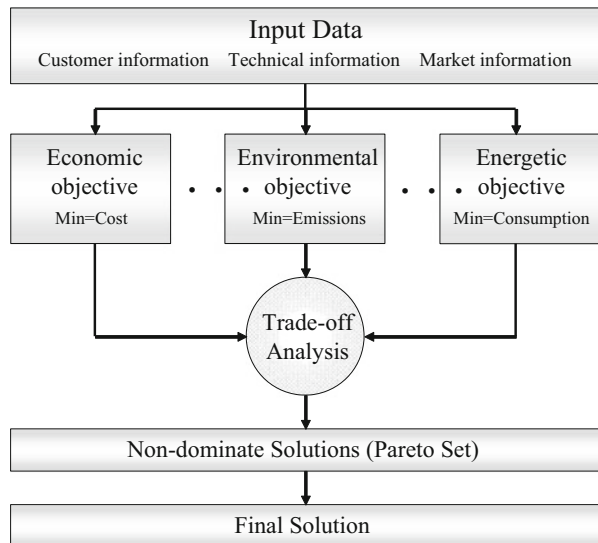 Input Data
Customer information Technical information Market information
Economic
objective
Min=Cost
. . .
Environmental
objective
Min=Emissions
. . .
Energetic
objective
Min=Consumption
Trade-off
Analysis
Non-dominate Solutions (Pareto Set)
Final Solution